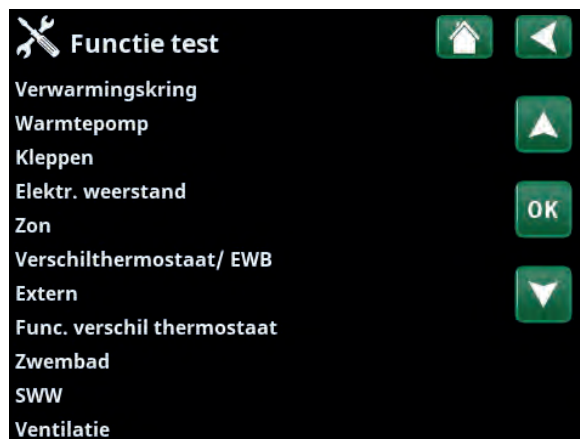 Functie test
Verwarmingskring
Warmtepomp
Kleppen
Elektr. weerstand
OK
Zon
Verschilthermostaat/ EWB
Extern
Func. verschil thermostaat
Zwembad
SWW
Ventilatie